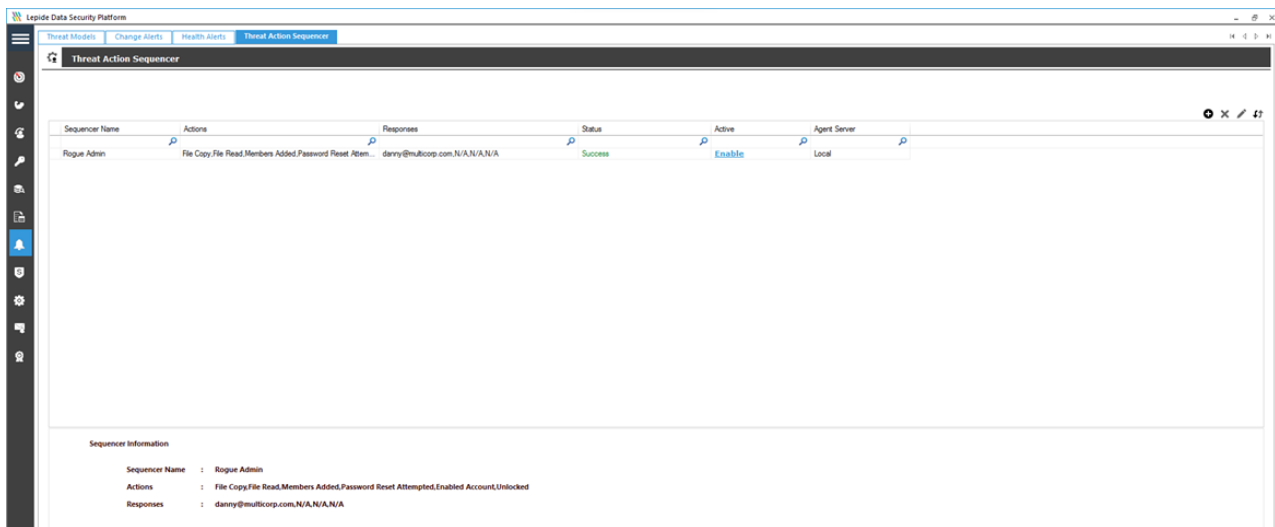 Lepide Data Security Platform
Threat Models Change Alerts Health Alerts Threat Action Sequencer
Threat Action Sequencer
Sequencer Name Actions Responses Status Active Agent Server
Rogue Admin File Copy,File Read,Members Added,Password Reset Attem... danny@multicorp.com,N/A,N/A,N/A Success Enable Local
Sequencer Information
Sequencer Name : Rogue Admin
Actions : File Copy,File Read,Members Added,Password Reset Attempted,Enabled Account,Unlocked
Responses : danny@multicorp.com,N/A,N/A,N/A